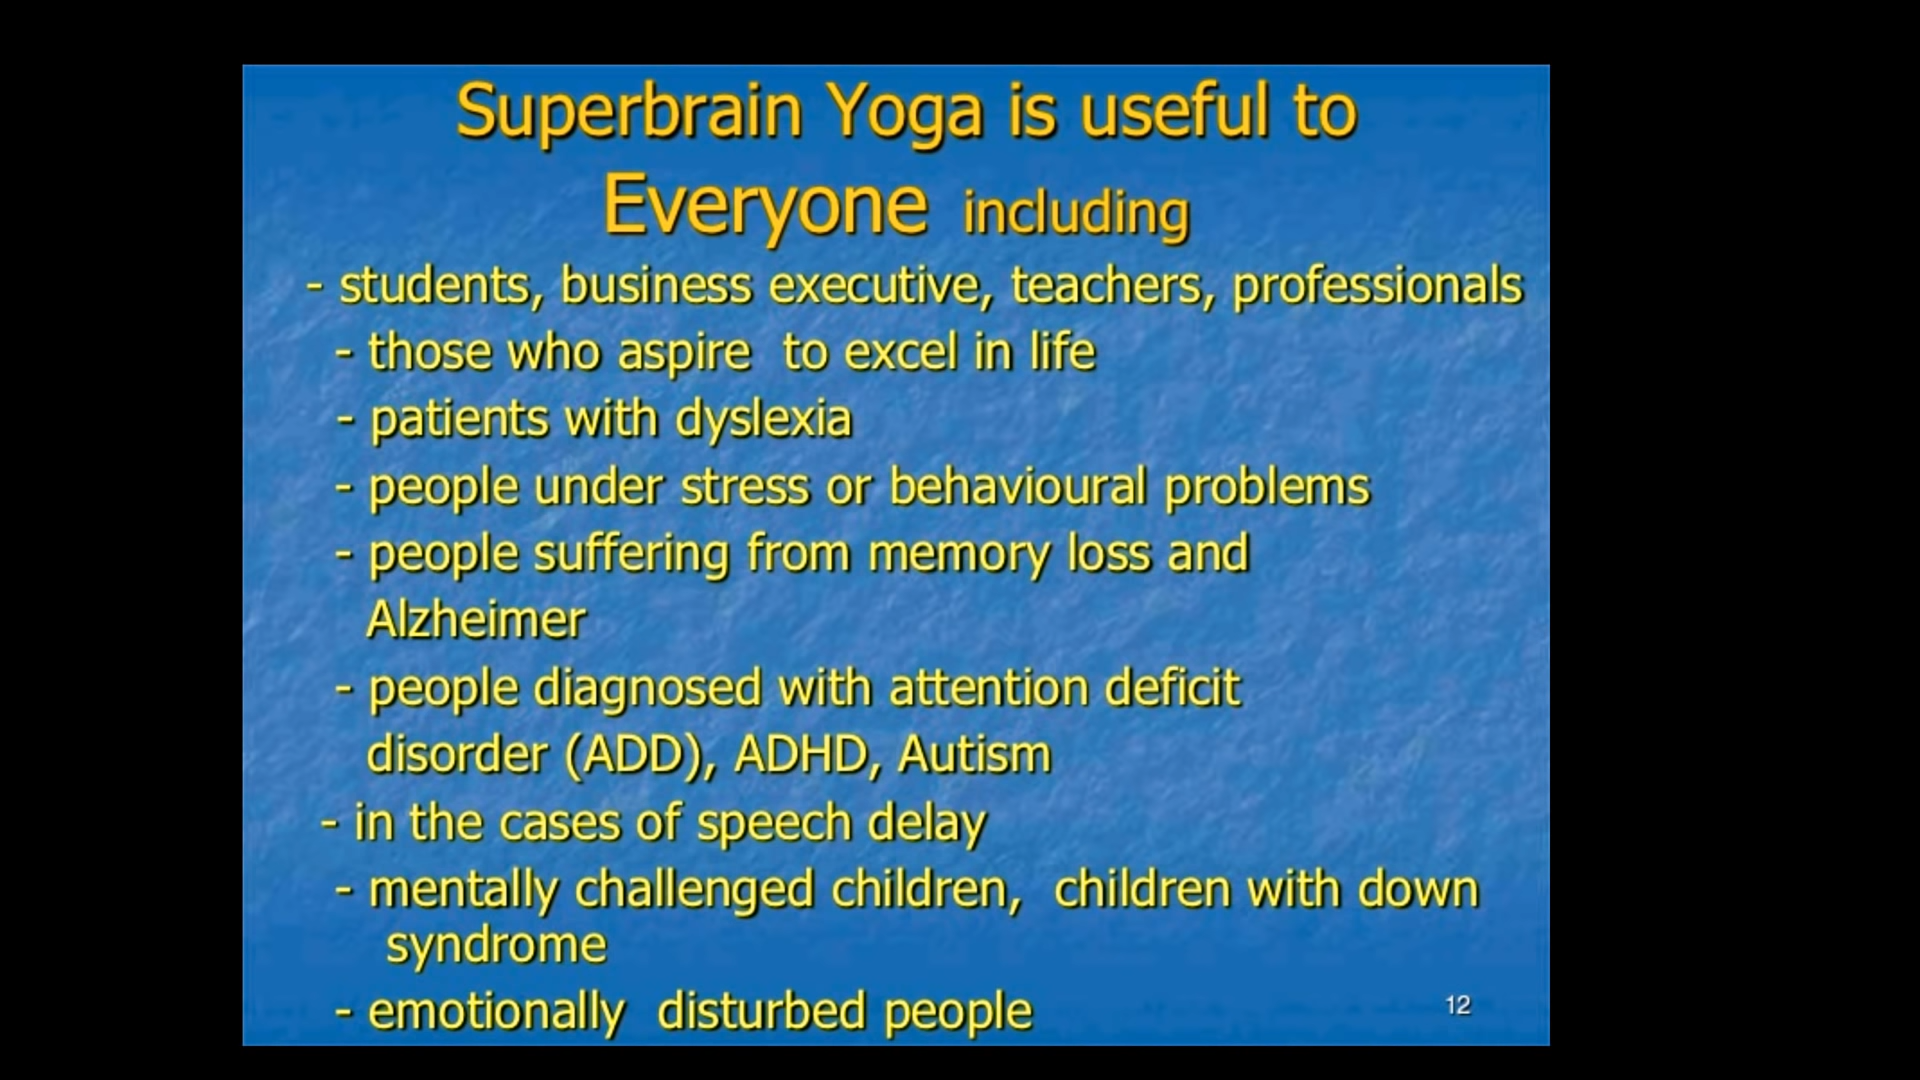 Superbrain Yoga is useful to
Everyone including
- students, business executive, teachers, professionals
- those who aspire to excel in life
- patients with dyslexia
- people under stress or behavioural problems
- people suffering from memory loss and
Alzheimer
- people diagnosed with attention deficit
disorder (ADD), ADHD, Autism
- in the cases of speech delay
- mentally challenged children, children with down
syndrome
- emotionally disturbed people
12